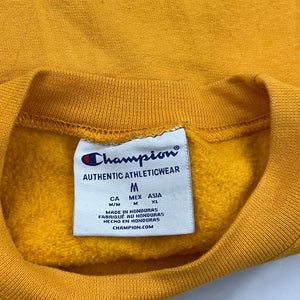 Champion
AUTHENTIC ATHLETICWEAR
M
CA MEX ASIA
M/M M XL
MADE IN HONDURAS
FABRIQUÉ AU HONDURAS
HECHO EN HONDURAS
CHAMPION.COM